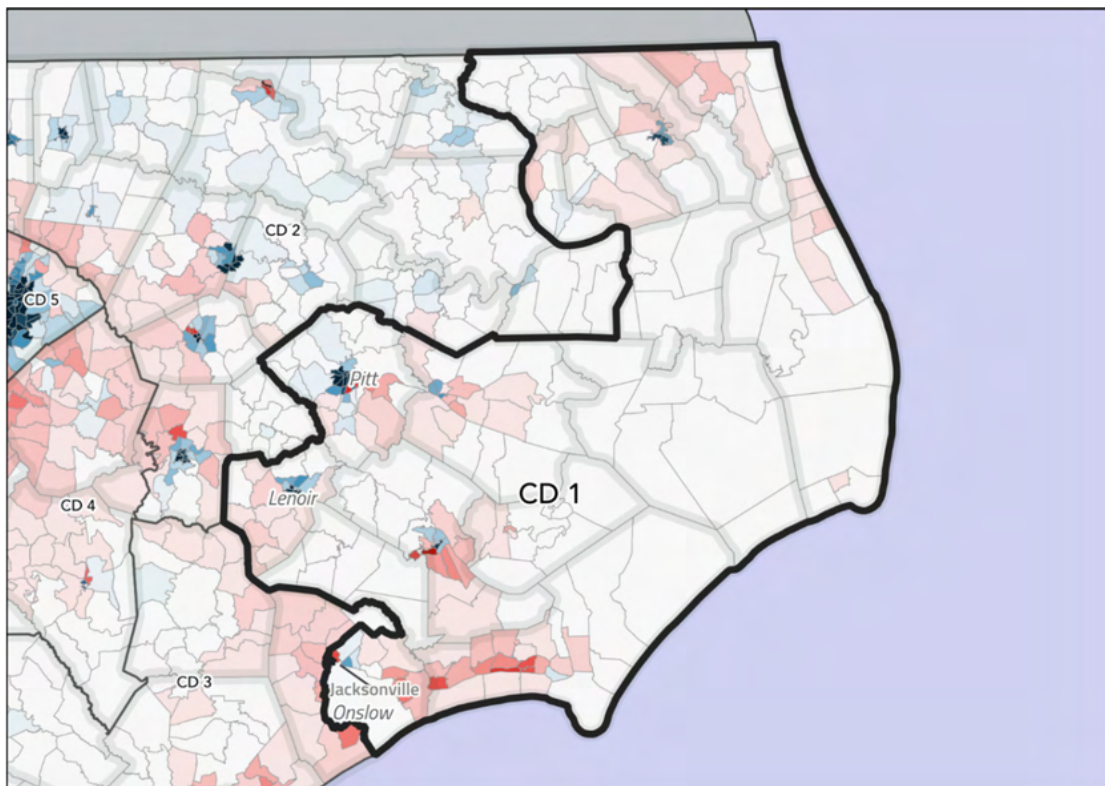 CD 2
CD 5
Pitt
Lenoir
CD 1
CD 4
CD 3
Jacksonville
Onslow